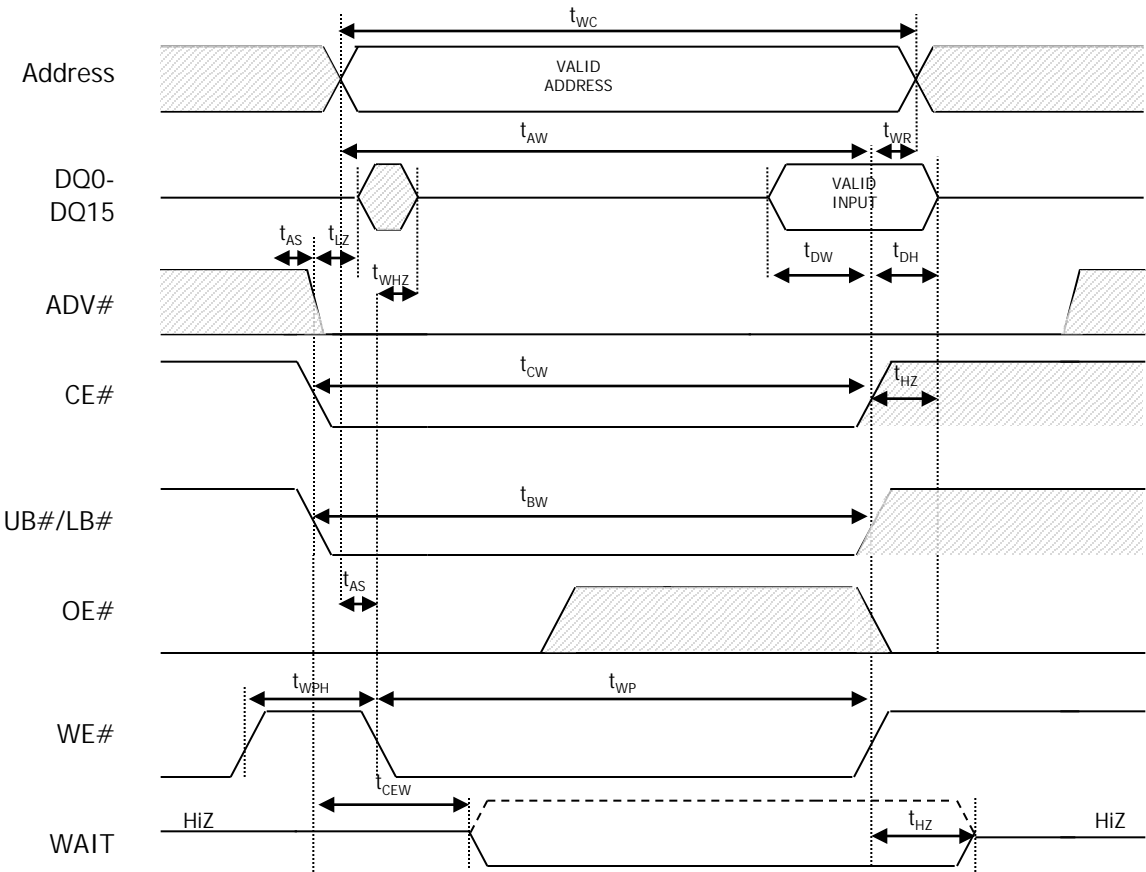 tWC
Address
VALID
ADDRESS
tAW
tWR
DQ0-
DQ15
VALID
INPUT
tAS
tLZ
tDW
tDH
tWHZ
ADV#
tCW
tHZ
CE#
tBW
UB#/LB#
tAS
OE#
tWPH
tWP
WE#
tCEW
HiZ
tHZ
HiZ
WAIT